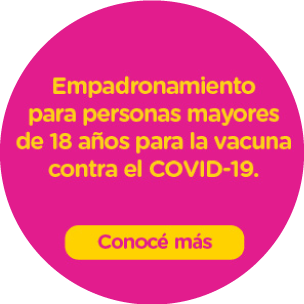 Empadronamiento
para personas mayores
de 18 años para la vacuna
contra el COVID-19.
Conocé más